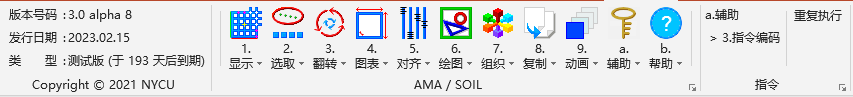 版本号码 : 3.0 alpha 8
发行日期 : 2023.02.15
类 型 : 测试版 (于 193 天后到期)
Copyright © 2021 NYCU
1. 显示
2. 选取
3. 翻转
4. 图表
5. 对齐
6. 绘图
7. 组织
8. 复制
9. 动画
a. 辅助
b. 帮助
AMA / SOIL
a.辅助
> 3.指令编码
重复执行
指令